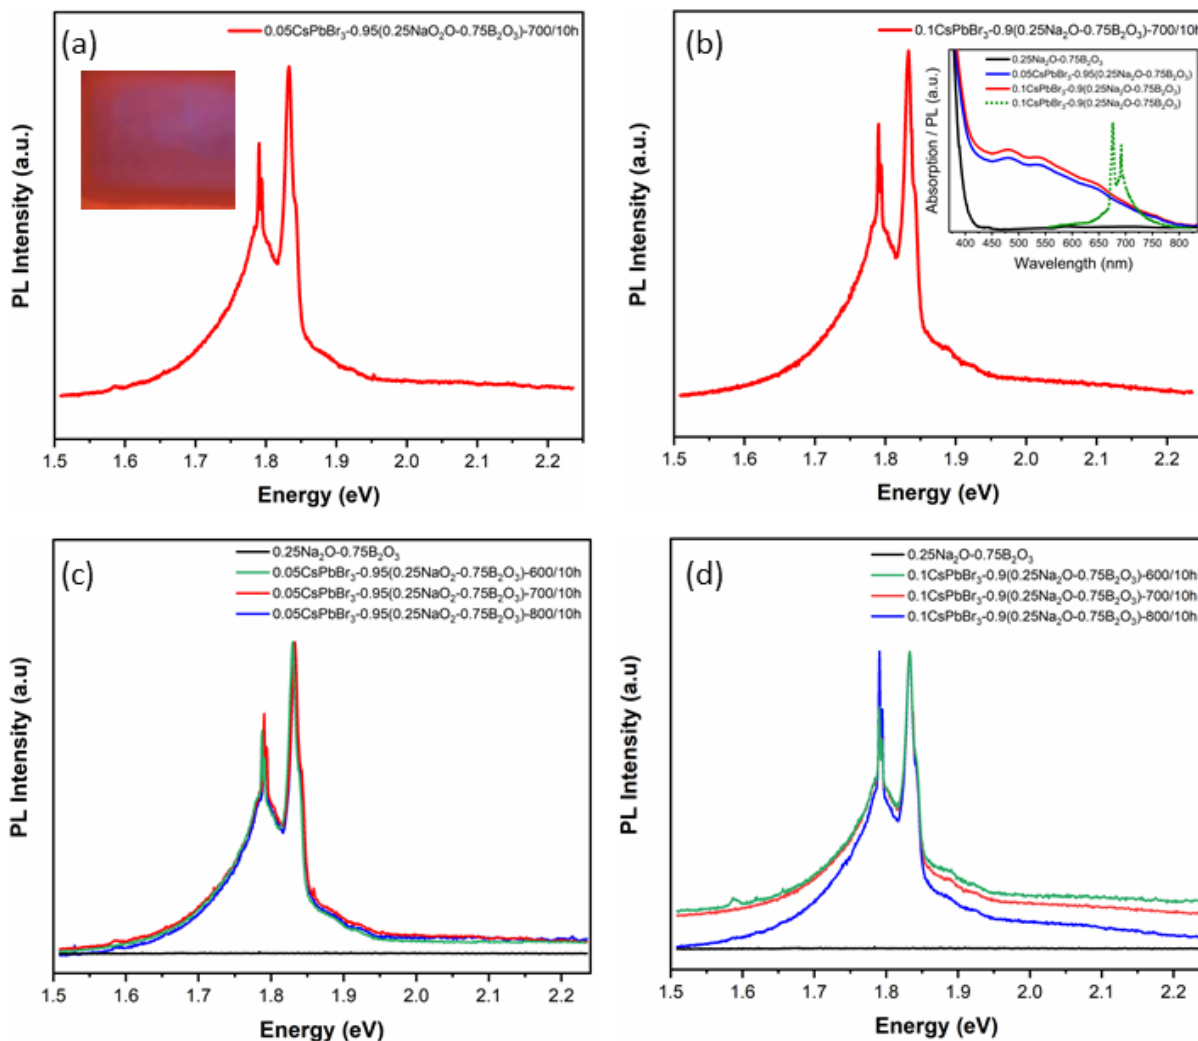 (a)
0.05CsPbBr₃-0.95(0.25NaO₂O-0.75B₂O₃)-700/10h
PL Intensity (a.u.)
1.5 1.6 1.7 1.8 1.9 2.0 2.1 2.2
Energy (eV)
(b)
0.1CsPbBr₃-0.9(0.25Na₂O-0.75B₂O₃)-700/10h
0.25Na₂O-0.75B₂O₃
0.05CsPbBr₃-0.95(0.25Na₂O-0.75B₂O₃)
0.1CsPbBr₃-0.9(0.25Na₂O-0.75B₂O₃)
0.1CsPbBr₃-0.9(0.25Na₂O-0.75B₂O₃)
Absorption / PL (a.u.)
400 450 500 550 600 650 700 750 800
Wavelength (nm)
PL Intensity (a.u.)
1.5 1.6 1.7 1.8 1.9 2.0 2.1 2.2
Energy (eV)
(c)
0.25Na₂O-0.75B₂O₃
0.05CsPbBr₃-0.95(0.25NaO₂-0.75B₂O₃)-600/10h
0.05CsPbBr₃-0.95(0.25NaO₂-0.75B₂O₃)-700/10h
0.05CsPbBr₃-0.95(0.25NaO₂-0.75B₂O₃)-800/10h
PL Intensity (a.u)
1.5 1.6 1.7 1.8 1.9 2.0 2.1 2.2
Energy (eV)
(d)
0.25Na₂O-0.75B₂O₃
0.1CsPbBr₃-0.9(0.25Na₂O-0.75B₂O₃)-600/10h
0.1CsPbBr₃-0.9(0.25Na₂O-0.75B₂O₃)-700/10h
0.1CsPbBr₃-0.9(0.25Na₂O-0.75B₂O₃)-800/10h
PL Intensity (a.u)
1.5 1.6 1.7 1.8 1.9 2.0 2.1 2.2
Energy (eV)